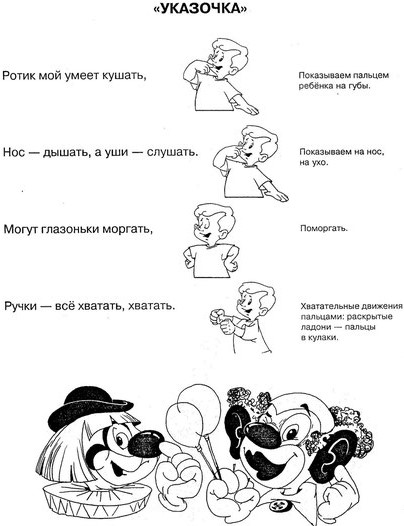 «УКАЗОЧКА»
Ротик мой умеет кушать,
Показываем пальцем
ребёнка на губы.
Нос — дышать, а уши — слушать.
Показываем на нос,
на ухо.
Могут глазоньки моргать,
Поморгать.
Ручки — всё хватать, хватать.
Хватательные движения
пальцами: раскрытые
ладони — пальцы
в кулаки.